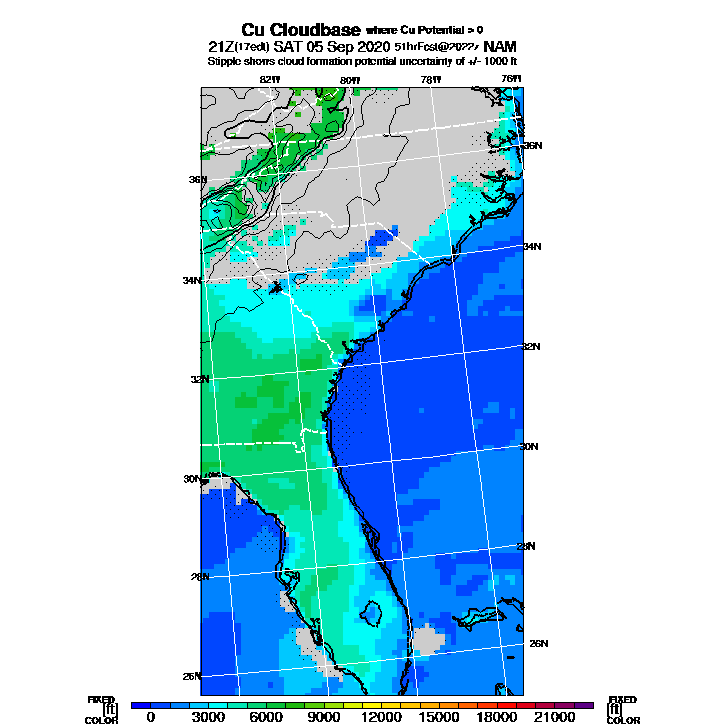 Cu Cloudbase where Cu Potential > 0
21Z(17edt) SAT 05 Sep 2020 51hrFcst@2022z NAM
Stipple shows cloud formation potential uncertainty of +/- 1000 ft
82W 80W 78W 76W
36N
36N
34N
34N
32N
32N
30N
30N
28N
28N
26N
26N
FIXED FIXED
[ft] [ft]
COLOR COLOR
0 3000 6000 9000 12000 15000 18000 21000